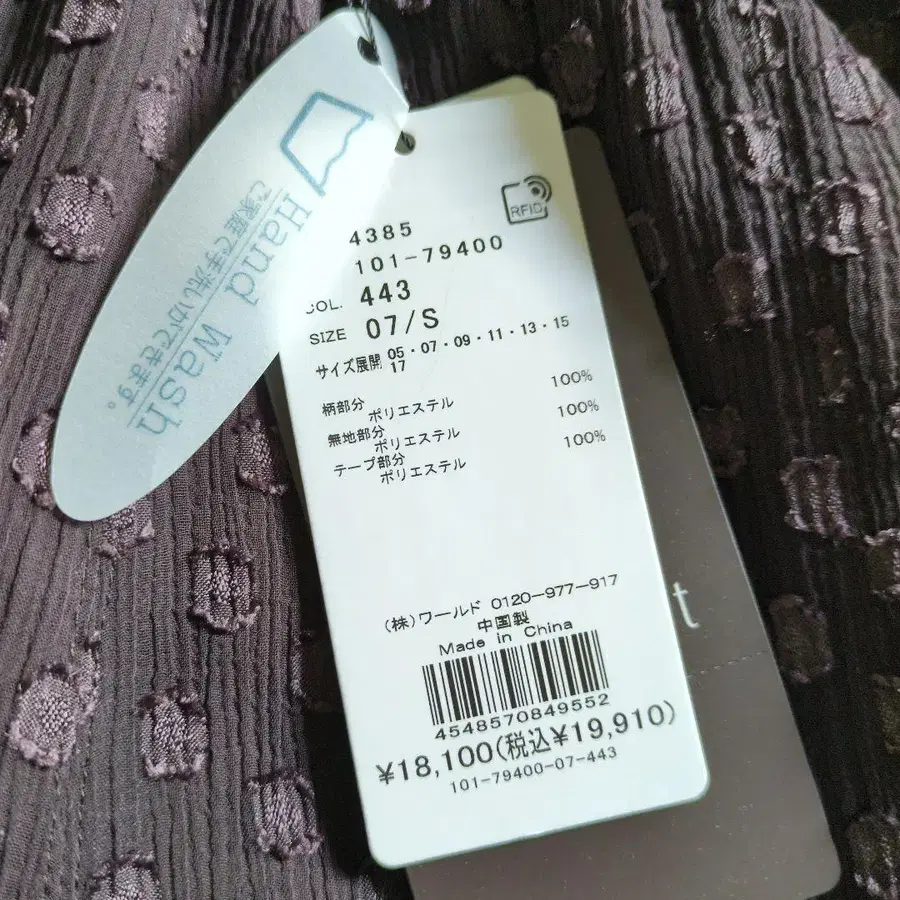 Hand Wash
ご家庭で手洗いができます。
RFID
4385
101-79400
COL. 443
SIZE 07/S
サイズ展開 05・07・09・11・13・15
17
柄部分 100%
ポリエステル
無地部分 100%
ポリエステル
テープ部分 100%
ポリエステル
(株)ワールド 0120-977-917
中国製
Made in China
4548570849552
¥18,100(税込¥19,910)
101-79400-07-443
t